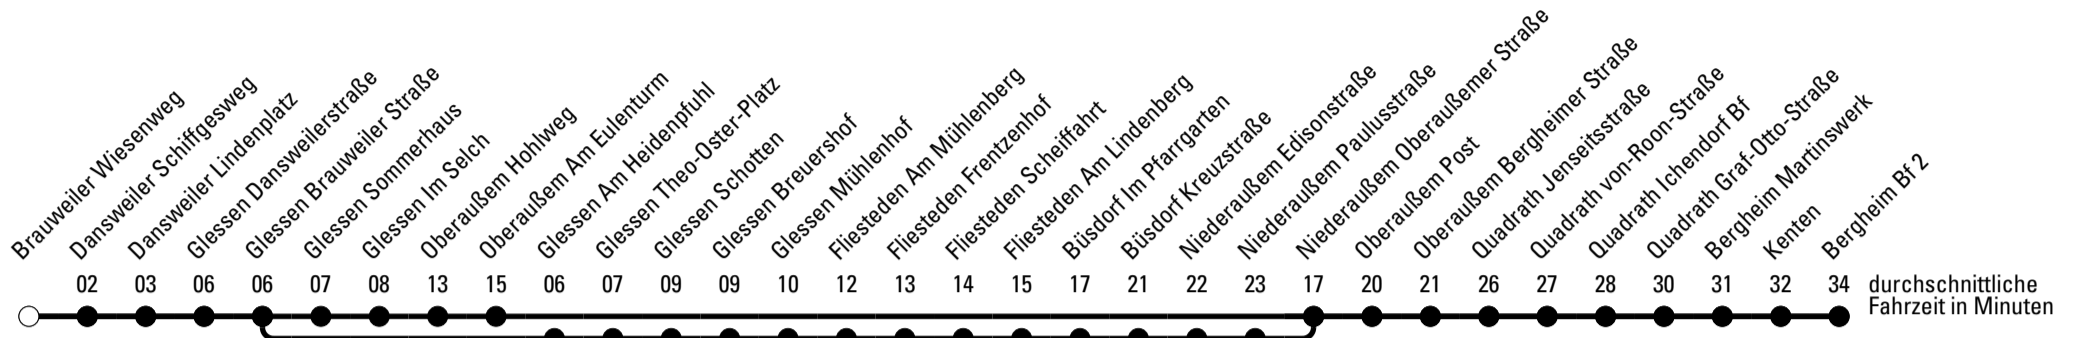 Brauweiler Wiesenweg
Dansweiler Schiffgesweg
Dansweiler Lindenplatz
Glessen Dansweilerstraße
Glessen Brauweiler Straße
Glessen Sommerhaus
Glessen Im Selch
Oberaußem Hohlweg
Oberaußem Am Eulenturm
Glessen Am Heidenpfuhl
Glessen Theo-Oster-Platz
Glessen Schotten
Glessen Breuershof
Glessen Mühlenhof
Fliesteden Am Mühlenberg
Fliesteden Frentzenhof
Fliesteden Scheiffahrt
Fliesteden Am Lindenberg
Büsdorf Im Pfarrgarten
Büsdorf Kreuzstraße
Niederaußem Edisonstraße
Niederaußem Paulusstraße
Niederaußem Oberaußemer Straße
Oberaußem Post
Oberaußem Bergheimer Straße
Quadrath Jenseitsstraße
Quadrath von-Roon-Straße
Quadrath Ichendorf Bf
Quadrath Graf-Otto-Straße
Bergheim Martinswerk
Kenten
Bergheim Bf 2
02 03 06 06 07 08 13 15 06 07 09 09 10 12 13 14 15 17 21 22 23 17 20 21 26 27 28 30 31 32 34 durchschnittliche
Fahrzeit in Minuten